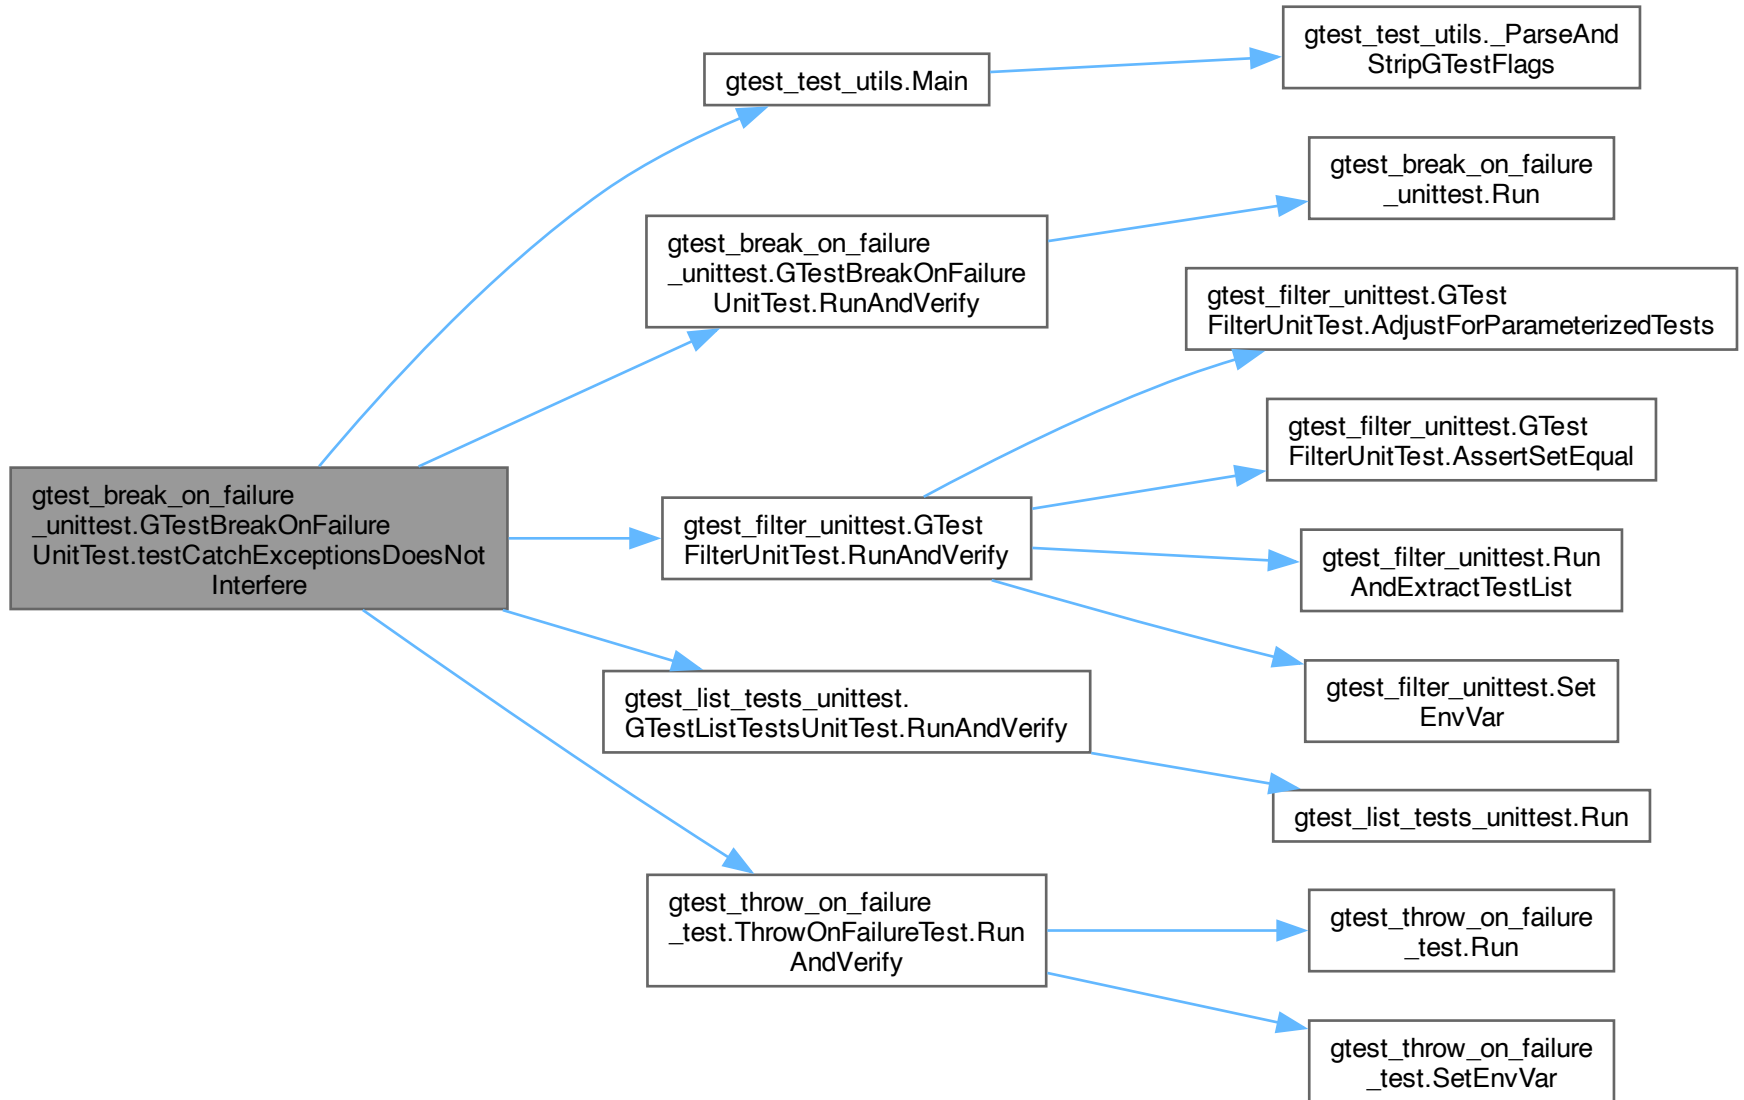 gtest_break_on_failure
_unittest.GTestBreakOnFailure
UnitTest.testCatchExceptionsDoesNot
Interfere
gtest_test_utils.Main
gtest_test_utils._ParseAnd
StripGTestFlags
gtest_break_on_failure
_unittest.GTestBreakOnFailure
UnitTest.RunAndVerify
gtest_break_on_failure
_unittest.Run
gtest_filter_unittest.GTest
FilterUnitTest.RunAndVerify
gtest_filter_unittest.GTest
FilterUnitTest.AdjustForParameterizedTests
gtest_filter_unittest.GTest
FilterUnitTest.AssertSetEqual
gtest_filter_unittest.Run
AndExtractTestList
gtest_filter_unittest.Set
EnvVar
gtest_list_tests_unittest.
GTestListTestsUnitTest.RunAndVerify
gtest_list_tests_unittest.Run
gtest_throw_on_failure
_test.ThrowOnFailureTest.Run
AndVerify
gtest_throw_on_failure
_test.Run
gtest_throw_on_failure
_test.SetEnvVar